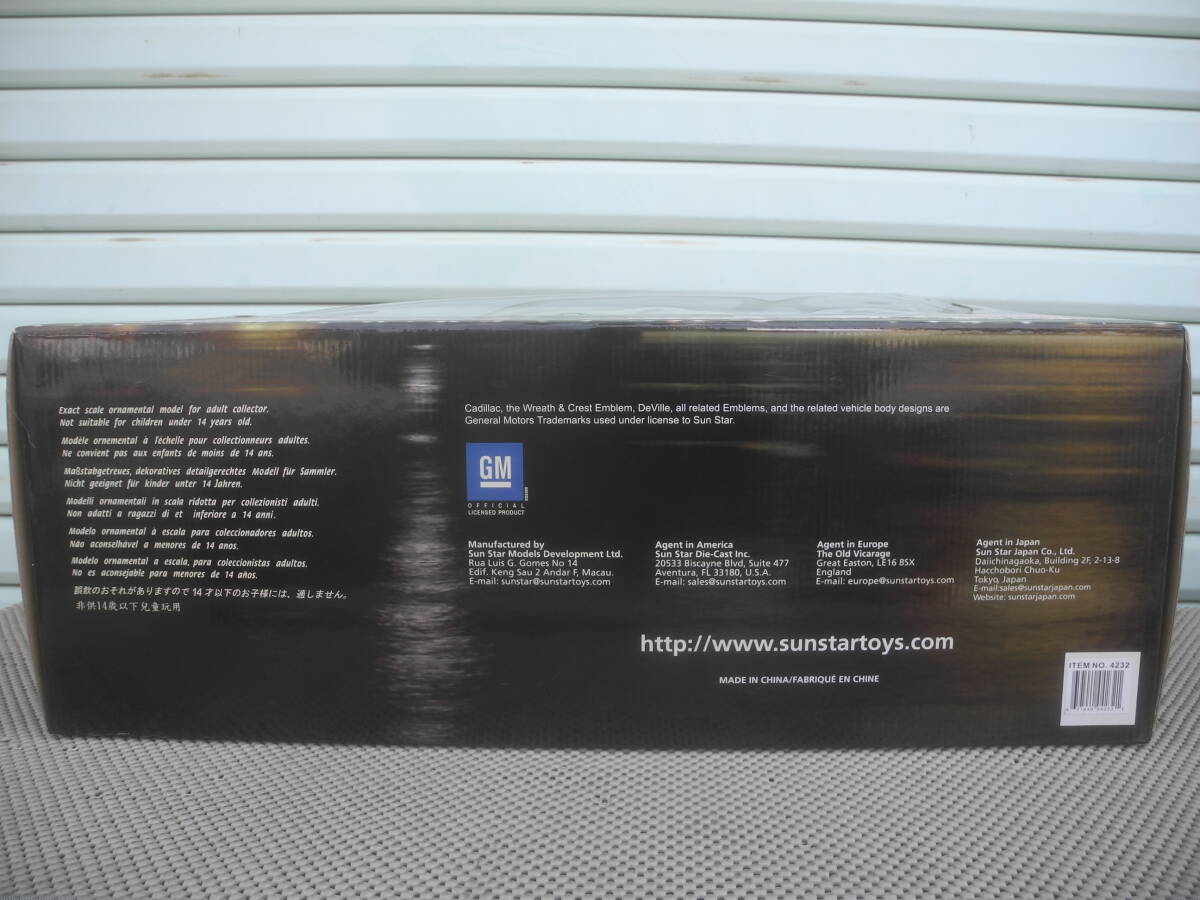 Exact scale ornamental model for adult collector.
Not suitable for children under 14 years old.
Modèle ornemental à l'échelle pour collectionneurs adultes.
Ne convient pas aux enfants de moins de 14 ans.
Maßstabgetreues, dekoratives detailgerechtes Modell für Sammler.
Nicht geeignet für kinder unter 14 Jahren.
Modelli ornamentali in scala ridotta per collezionisti adulti.
Non adatti a ragazzi di et inferiore a 14 anni.
Modelo ornamental à escala para coleccionadores adultos.
Não aconselhável a menores de 14 anos.
Modelo ornamental a escala, para coleccionistas adultos.
No es aconsejable para menores de 14 años.
誤飲のおそれがありますので14才以下のお子様には、適しません。
非供14歲以下兒童玩用
Cadillac, the Wreath & Crest Emblem, DeVille, all related Emblems, and the related vehicle body designs are
General Motors Trademarks used under license to Sun Star.
GM
OFFICIAL
LICENSED PRODUCT
Manufactured by
Sun Star Models Development Ltd.
Rua Luis G. Gomes No 14
Edif. Keng Sau 2 Andar F, Macau.
E-mail: sunstar@sunstartoys.com
Agent in America
Sun Star Die-Cast Inc.
20533 Biscayne Blvd, Suite 477
Aventura, FL 33180, U.S.A.
E-mail: sales@sunstartoys.com
Agent in Europe
The Old Vicarage
Great Easton, LE16 8SX
England
E-mail: europe@sunstartoys.com
Agent in Japan
Sun Star Japan Co., Ltd.
Daiichinagaoka, Building 2F, 2-13-8
Hacchobori Chuo-Ku
Tokyo, Japan
E-mail:sales@sunstarjapan.com
Website: sunstarjapan.com
http://www.sunstartoys.com
MADE IN CHINA/FABRIQUÉ EN CHINE
ITEM NO. 4232